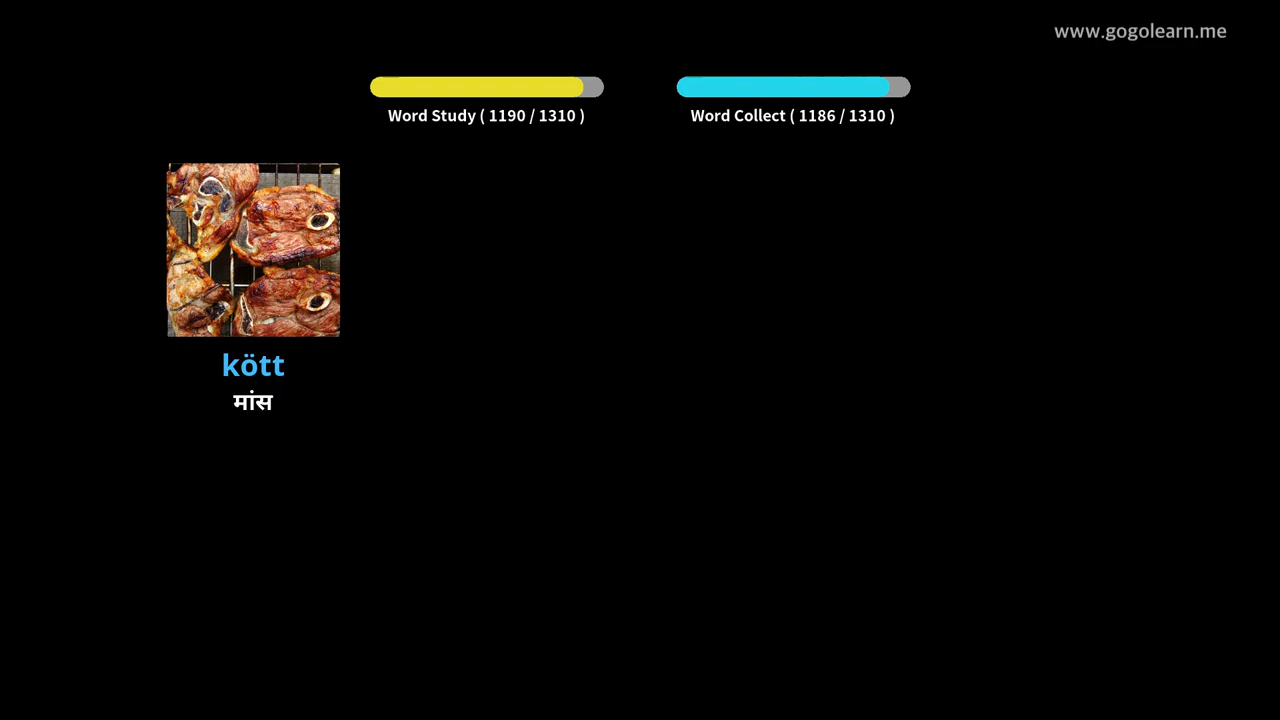 www.gogolearn.me
Word Study ( 1190 / 1310 )
Word Collect ( 1186 / 1310 )
kött
मांस